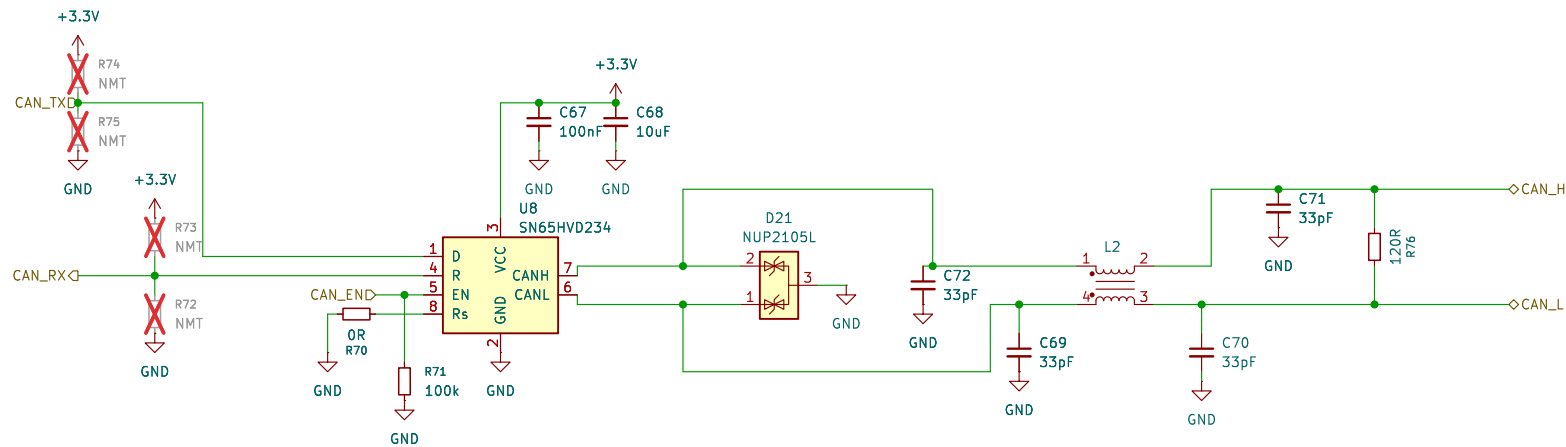 +3.3V
R74
NMT
CAN_TX
R75
NMT
GND
+3.3V
R73
NMT
CAN_RX
R72
NMT
GND
+3.3V
C67
100nF
C68
10uF
GND
GND
U8
SN65HVD234
3
VCC
1
D
4
R
5
EN
8
Rs
CANH
7
CANL
6
GND
2
GND
CAN_EN
0R
R70
GND
R71
100k
GND
D21
NUP2105L
2
1
3
GND
C72
33pF
GND
C69
33pF
GND
L2
1
2
4
3
C71
33pF
GND
C70
33pF
GND
120R
R76
CAN_H
CAN_L